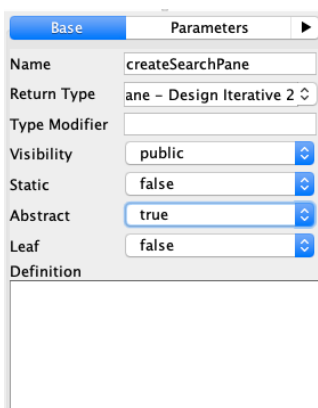 Base Parameters
Name createSearchPane
Return Type ane - Design Iterative 2
Type Modifier
Visibility public
Static false
Abstract true
Leaf false
Definition